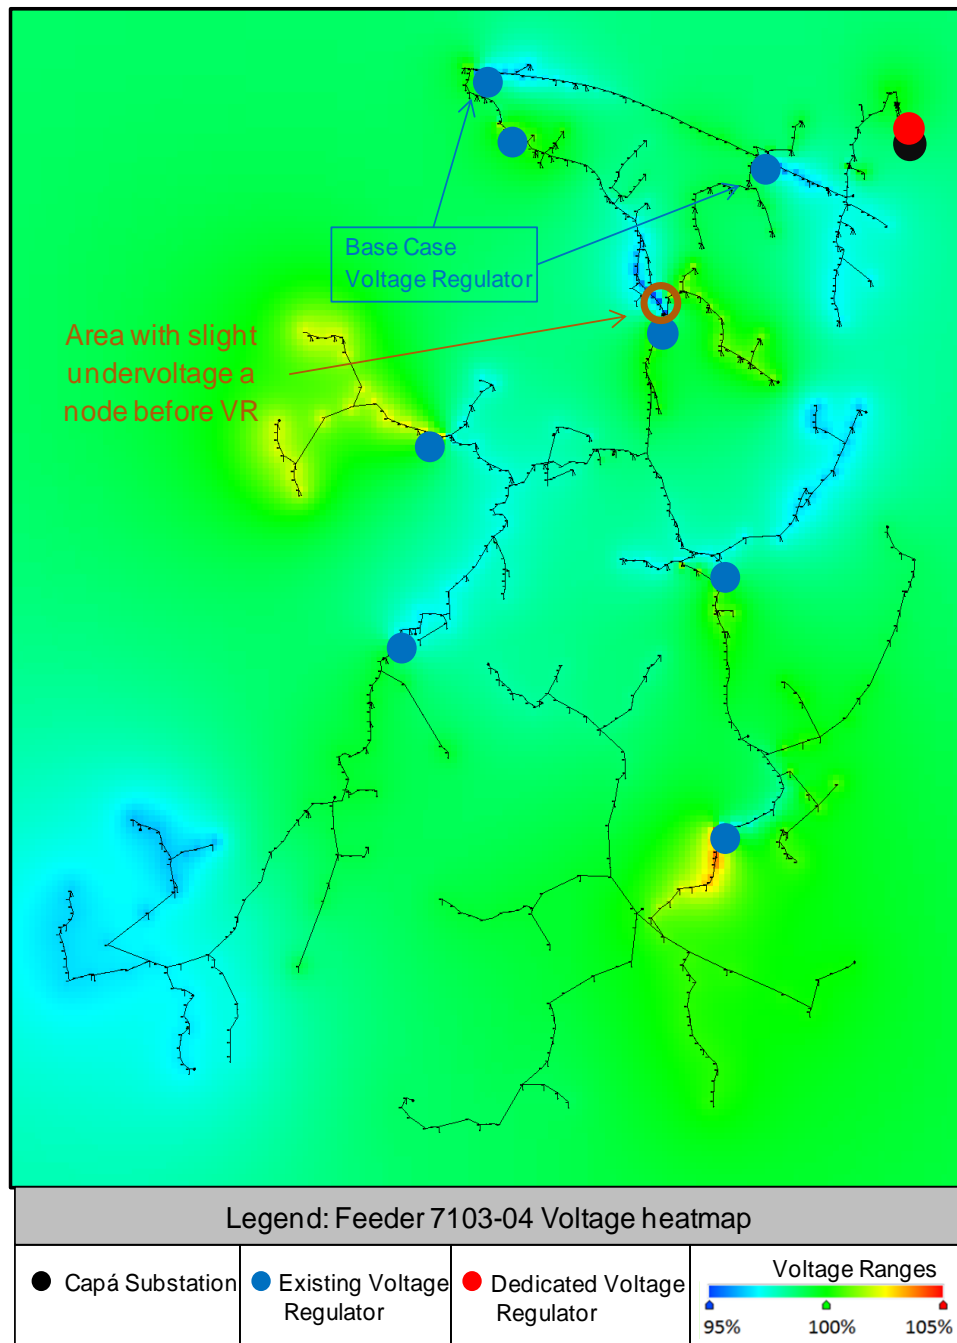 Base Case
Voltage Regulator
Area with slight
undervoltage a
node before VR
Legend: Feeder 7103-04 Voltage heatmap
Capá Substation
Existing Voltage
Regulator
Dedicated Voltage
Regulator
Voltage Ranges
95% 100% 105%